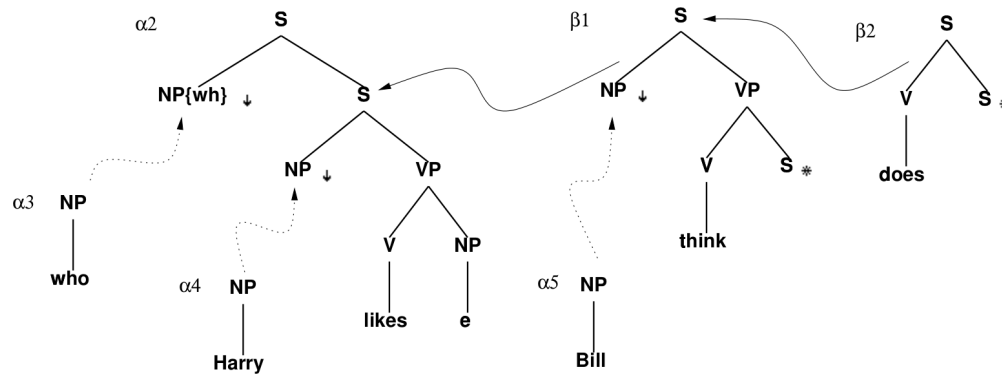 α2 S β1 S β2 S
NP{wh} ↓ S NP ↓ VP V S *
NP ↓ VP V S * does
α3 NP think
who α4 NP V NP α5 NP
likes e
Harry Bill